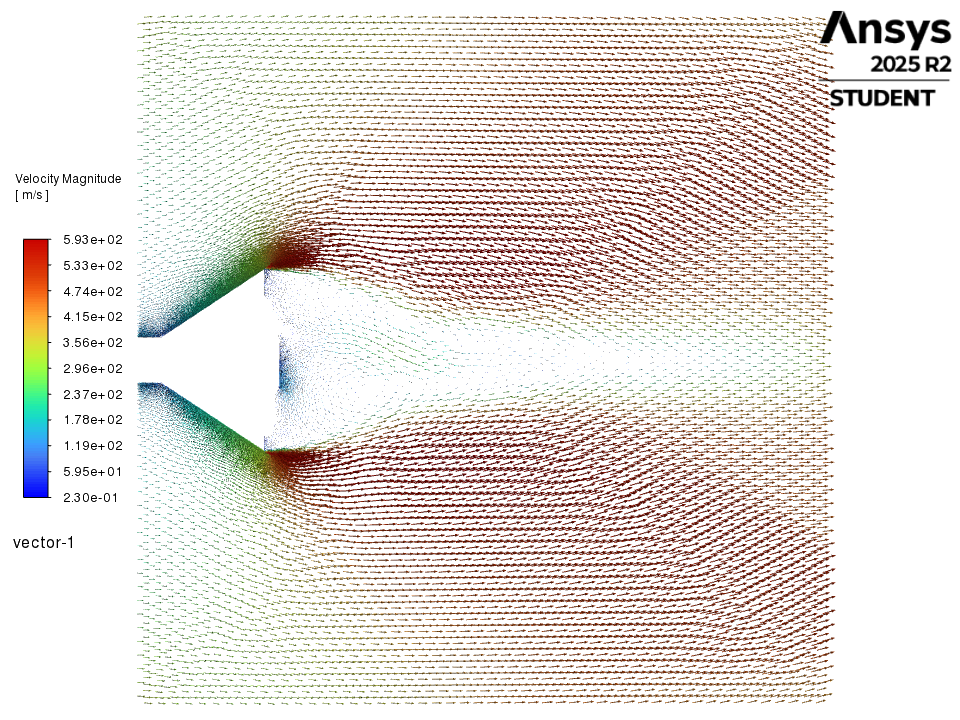 Ansys
2025 R2
STUDENT
Velocity Magnitude
[ m/s ]
5.93e+02
5.33e+02
4.74e+02
4.15e+02
3.56e+02
2.96e+02
2.37e+02
1.78e+02
1.19e+02
5.95e+01
2.30e-01
vector-1